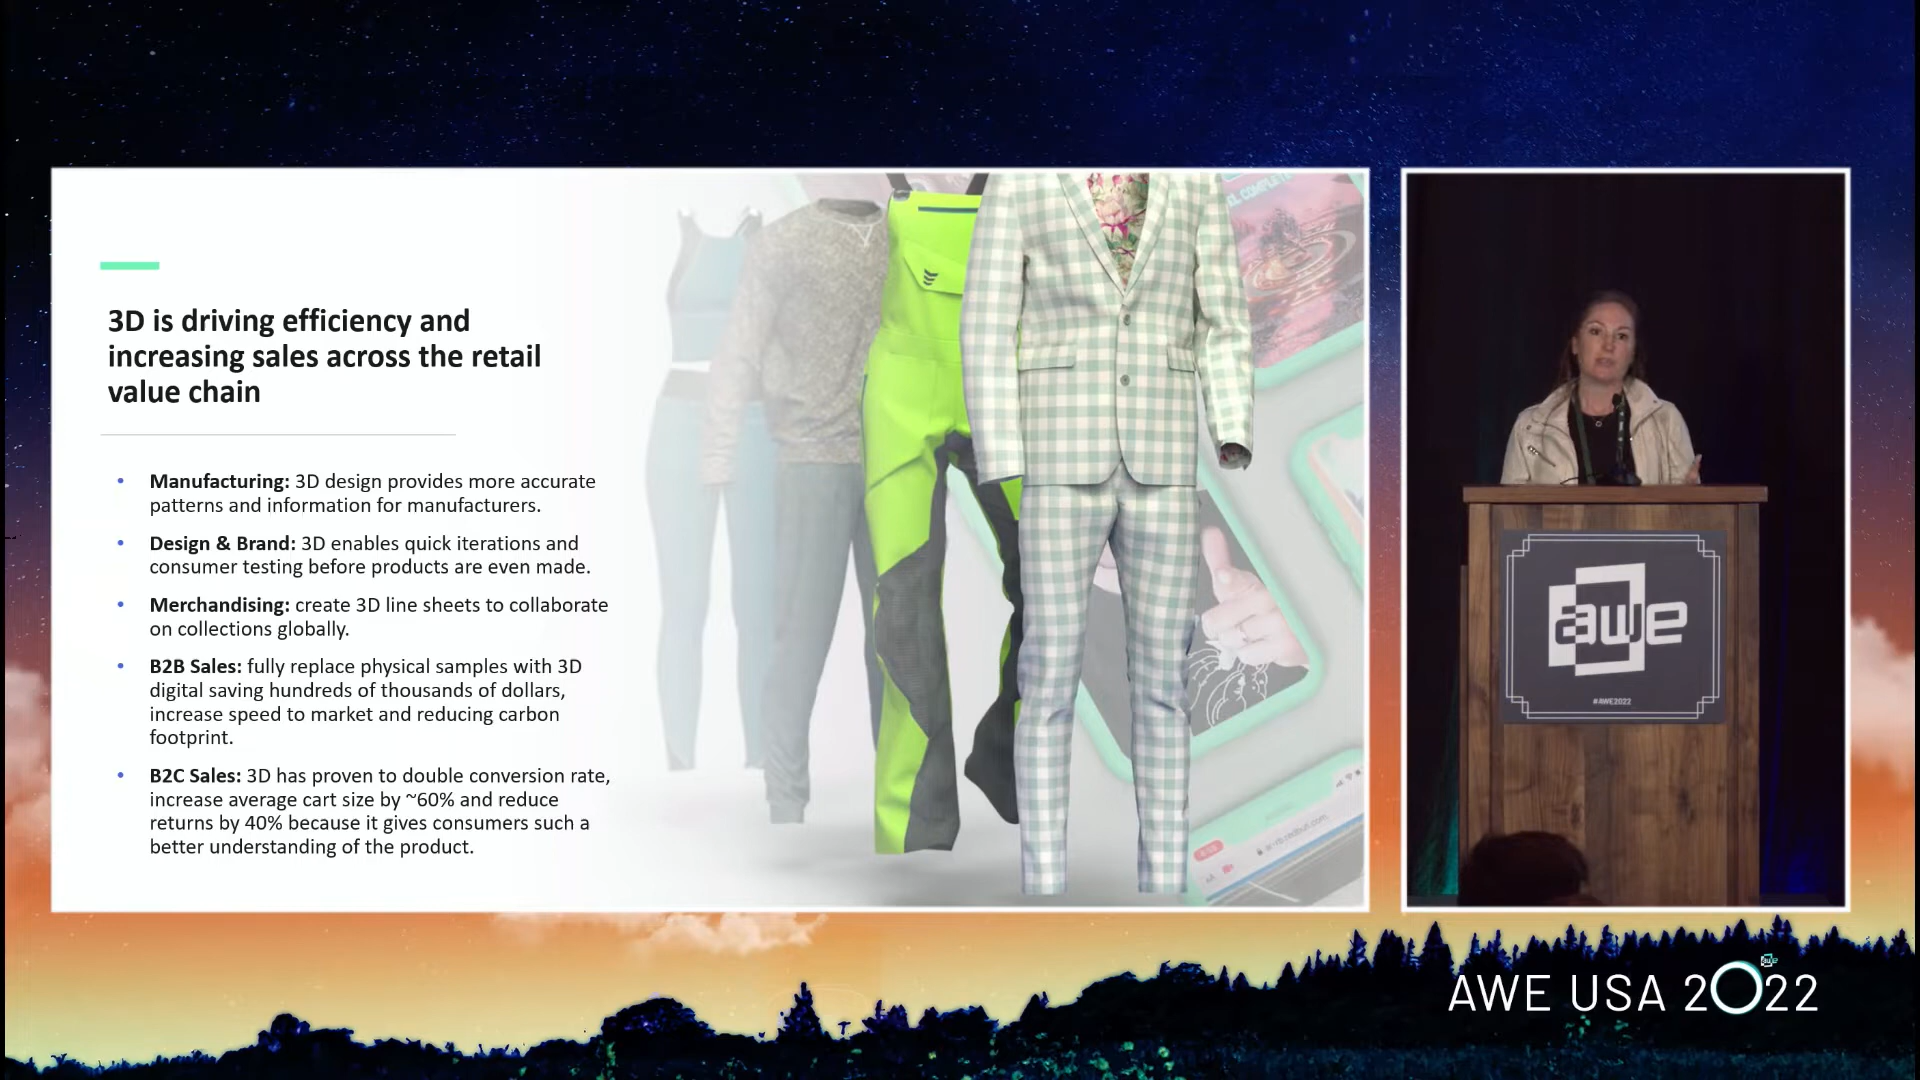 3D is driving efficiency and
increasing sales across the retail
value chain
• Manufacturing: 3D design provides more accurate
patterns and information for manufacturers.
• Design & Brand: 3D enables quick iterations and
consumer testing before products are even made.
• Merchandising: create 3D line sheets to collaborate
on collections globally.
• B2B Sales: fully replace physical samples with 3D
digital saving hundreds of thousands of dollars,
increase speed to market and reducing carbon
footprint.
• B2C Sales: 3D has proven to double conversion rate,
increase average cart size by ~60% and reduce
returns by 40% because it gives consumers such a
better understanding of the product.
AA
awe
#AWE2022
awe
AWE USA 2022